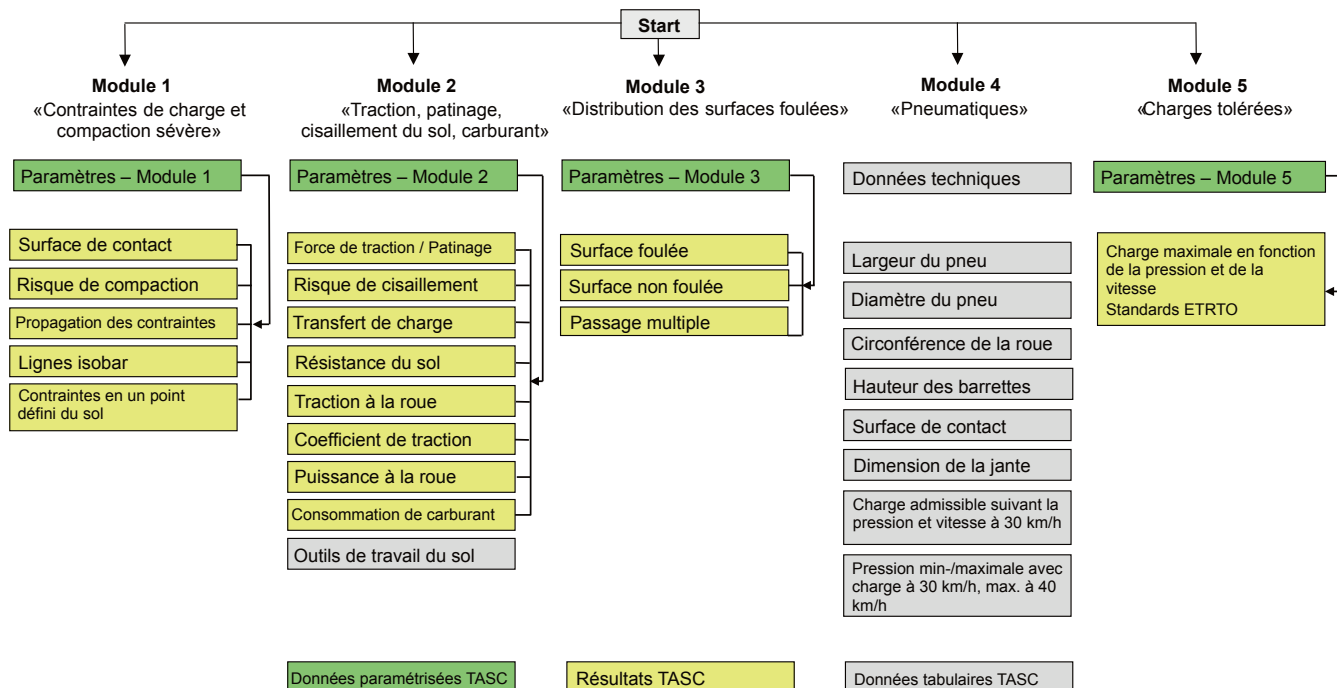 Start
Module 1
«Contraintes de charge et
compaction sévère»
Paramètres – Module 1
Surface de contact
Risque de compaction
Propagation des contraintes
Lignes isobar
Contraintes en un point
défini du sol
Module 2
«Traction, patinage,
cisaillement du sol, carburant»
Paramètres – Module 2
Force de traction / Patinage
Risque de cisaillement
Transfert de charge
Résistance du sol
Traction à la roue
Coefficient de traction
Puissance à la roue
Consommation de carburant
Outils de travail du sol
Module 3
«Distribution des surfaces foulées»
Paramètres – Module 3
Surface foulée
Surface non foulée
Passage multiple
Module 4
«Pneumatiques»
Données techniques
Largeur du pneu
Diamètre du pneu
Circonférence de la roue
Hauteur des barrettes
Surface de contact
Dimension de la jante
Charge admissible suivant la
pression et vitesse à 30 km/h
Pression min-/maximale avec
charge à 30 km/h, max. à 40
km/h
Module 5
«Charges tolérées»
Paramètres – Module 5
Charge maximale en fonction
de la pression et de la
vitesse
Standards ETRTO
Données paramétrisées TASC
Résultats TASC
Données tabulaires TASC